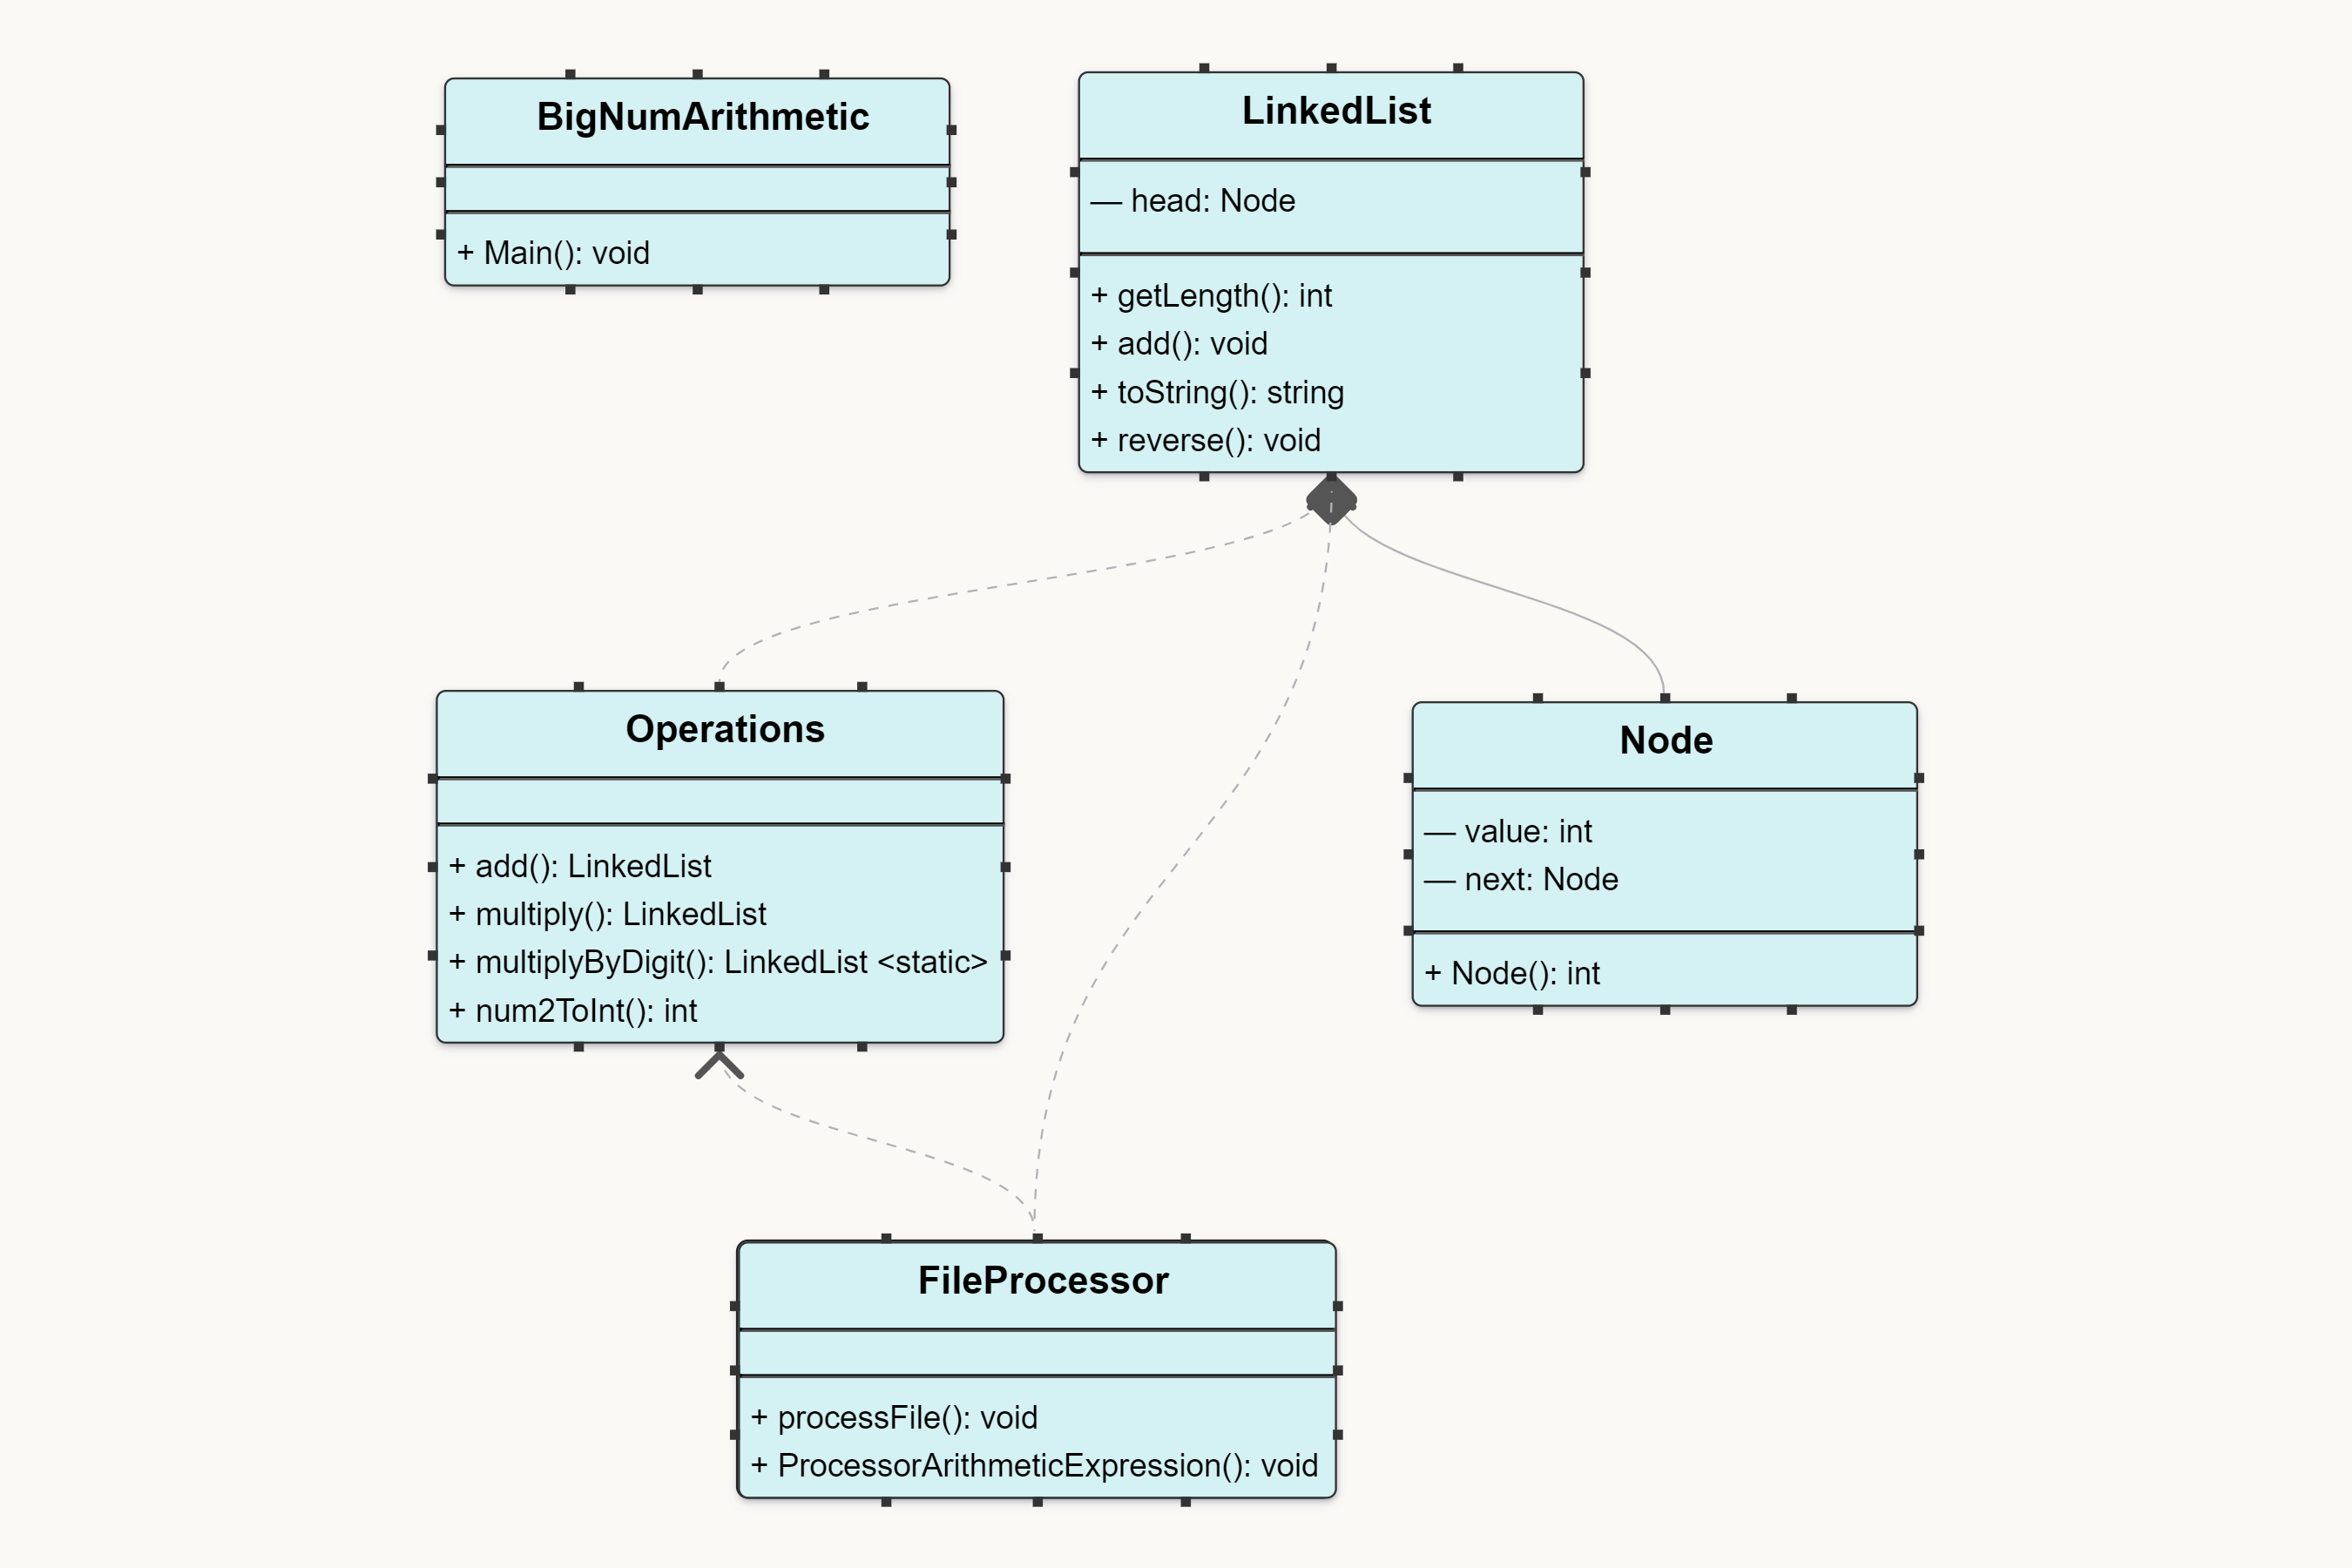 BigNumArithmetic
+ Main(): void
LinkedList
— head: Node
+ getLength(): int
+ add(): void
+ toString(): string
+ reverse(): void
Operations
+ add(): LinkedList
+ multiply(): LinkedList
+ multiplyByDigit(): LinkedList <static>
+ num2ToInt(): int
Node
— value: int
— next: Node
+ Node(): int
FileProcessor
+ processFile(): void
+ ProcessorArithmeticExpression(): void